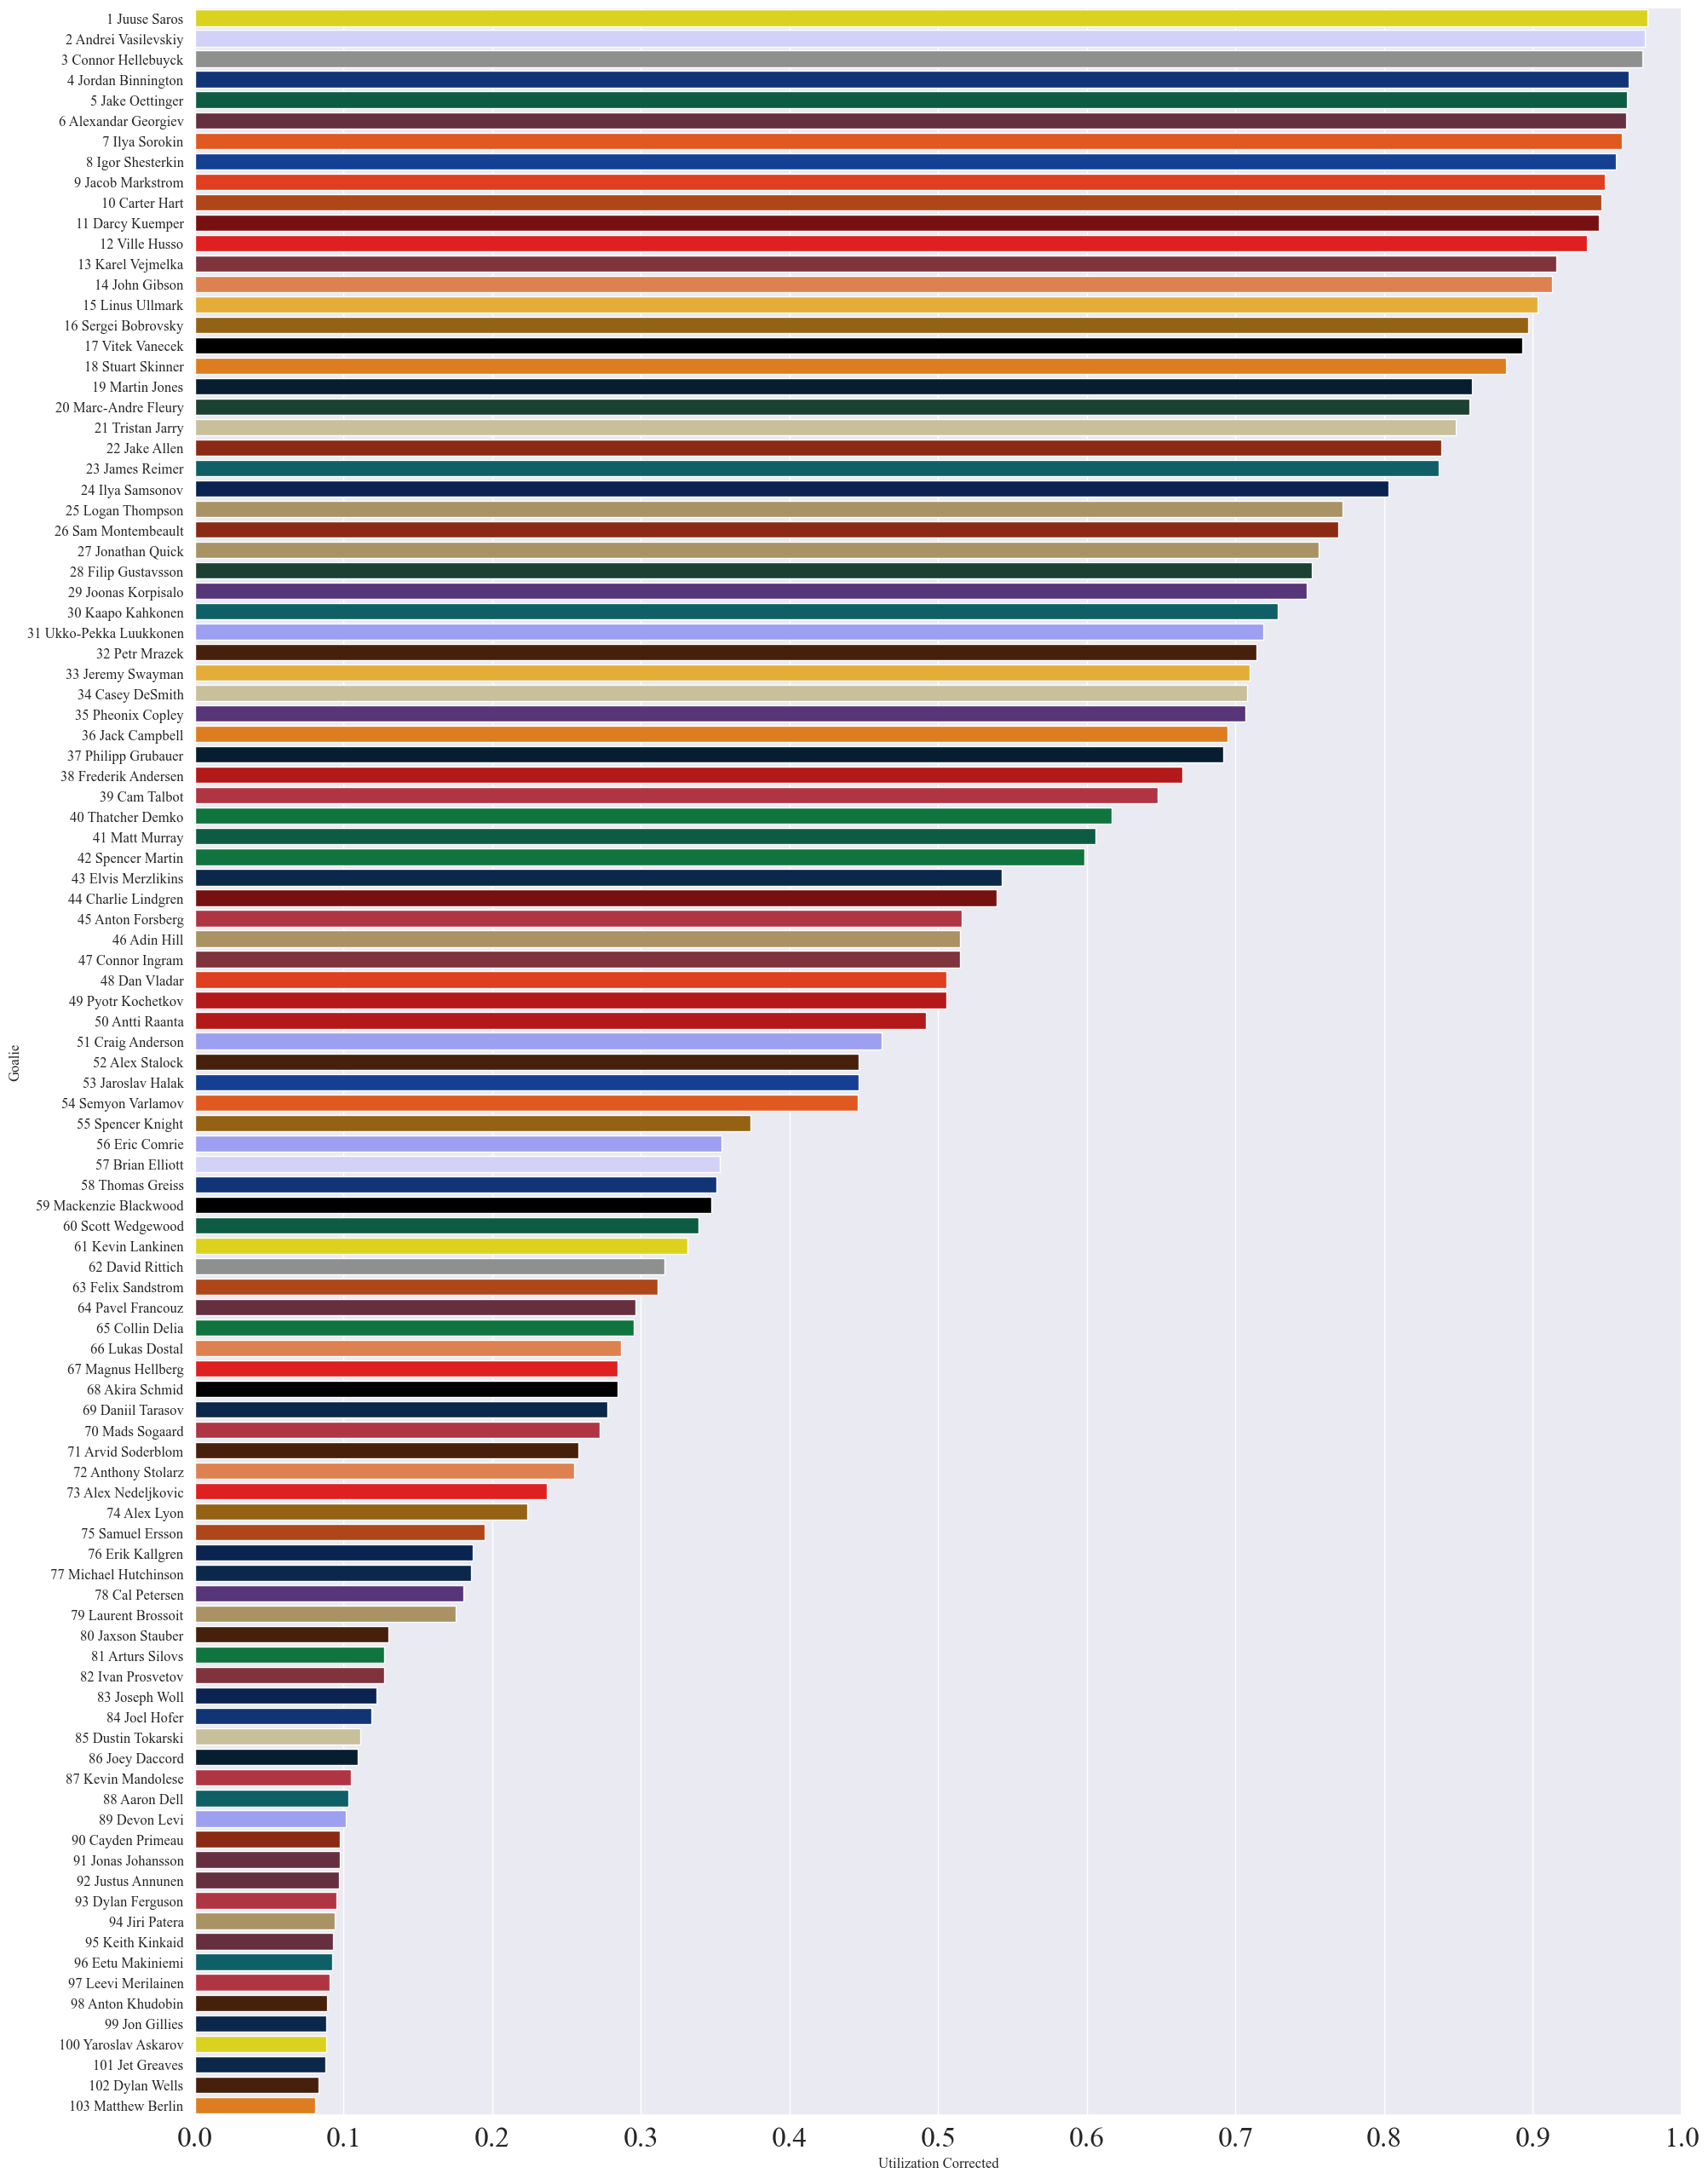 1 Juuse Saros
2 Andrei Vasilevskiy
3 Connor Hellebuyck
4 Jordan Binnington
5 Jake Oettinger
6 Alexandar Georgiev
7 Ilya Sorokin
8 Igor Shesterkin
9 Jacob Markstrom
10 Carter Hart
11 Darcy Kuemper
12 Ville Husso
13 Karel Vejmelka
14 John Gibson
15 Linus Ullmark
16 Sergei Bobrovsky
17 Vitek Vanecek
18 Stuart Skinner
19 Martin Jones
20 Marc-Andre Fleury
21 Tristan Jarry
22 Jake Allen
23 James Reimer
24 Ilya Samsonov
25 Logan Thompson
26 Sam Montembeault
27 Jonathan Quick
28 Filip Gustavsson
29 Joonas Korpisalo
30 Kaapo Kahkonen
31 Ukko-Pekka Luukkonen
32 Petr Mrazek
33 Jeremy Swayman
34 Casey DeSmith
35 Pheonix Copley
36 Jack Campbell
37 Philipp Grubauer
38 Frederik Andersen
39 Cam Talbot
40 Thatcher Demko
41 Matt Murray
42 Spencer Martin
43 Elvis Merzlikins
44 Charlie Lindgren
45 Anton Forsberg
46 Adin Hill
47 Connor Ingram
48 Dan Vladar
49 Pyotr Kochetkov
50 Antti Raanta
51 Craig Anderson
52 Alex Stalock
53 Jaroslav Halak
54 Semyon Varlamov
55 Spencer Knight
56 Eric Comrie
57 Brian Elliott
58 Thomas Greiss
59 Mackenzie Blackwood
60 Scott Wedgewood
61 Kevin Lankinen
62 David Rittich
63 Felix Sandstrom
64 Pavel Francouz
65 Collin Delia
66 Lukas Dostal
67 Magnus Hellberg
68 Akira Schmid
69 Daniil Tarasov
70 Mads Sogaard
71 Arvid Soderblom
72 Anthony Stolarz
73 Alex Nedeljkovic
74 Alex Lyon
75 Samuel Ersson
76 Erik Kallgren
77 Michael Hutchinson
78 Cal Petersen
79 Laurent Brossoit
80 Jaxson Stauber
81 Arturs Silovs
82 Ivan Prosvetov
83 Joseph Woll
84 Joel Hofer
85 Dustin Tokarski
86 Joey Daccord
87 Kevin Mandolese
88 Aaron Dell
89 Devon Levi
90 Cayden Primeau
91 Jonas Johansson
92 Justus Annunen
93 Dylan Ferguson
94 Jiri Patera
95 Keith Kinkaid
96 Eetu Makiniemi
97 Leevi Merilainen
98 Anton Khudobin
99 Jon Gillies
100 Yaroslav Askarov
101 Jet Greaves
102 Dylan Wells
103 Matthew Berlin
Goalie
0.0 0.1 0.2 0.3 0.4 0.5 0.6 0.7 0.8 0.9 1.0
Utilization Corrected